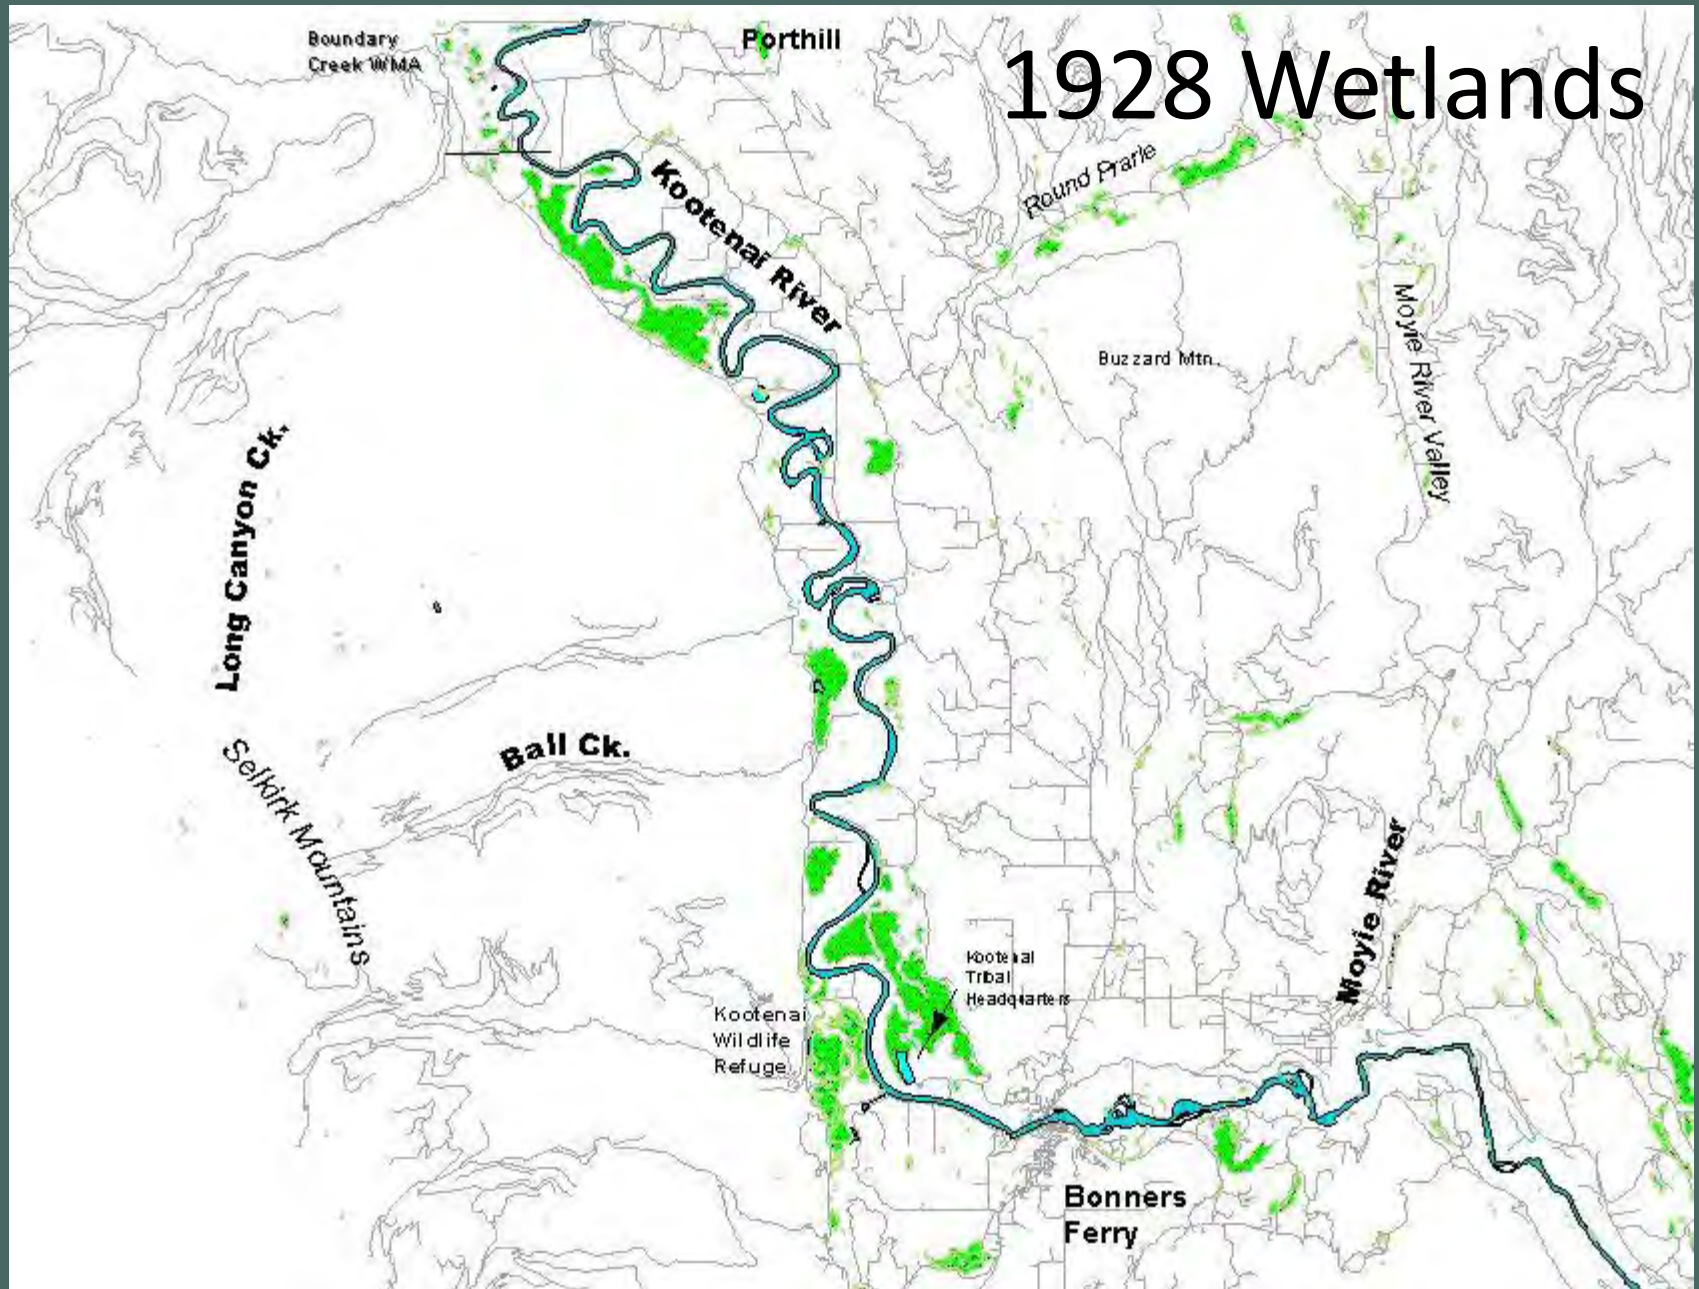 1928 Wetlands
Boundary
Creek WMA
Porthill
Kootenai River
Round Prarie
Buzzard Mtn.
Moyie River Valley
Long Canyon Ck.
Ball Ck.
Selkirk Mountains
Moyie River
Kootenai
Tribal
Headquarters
Kootenai
Wildlife
Refuge
Bonners
Ferry